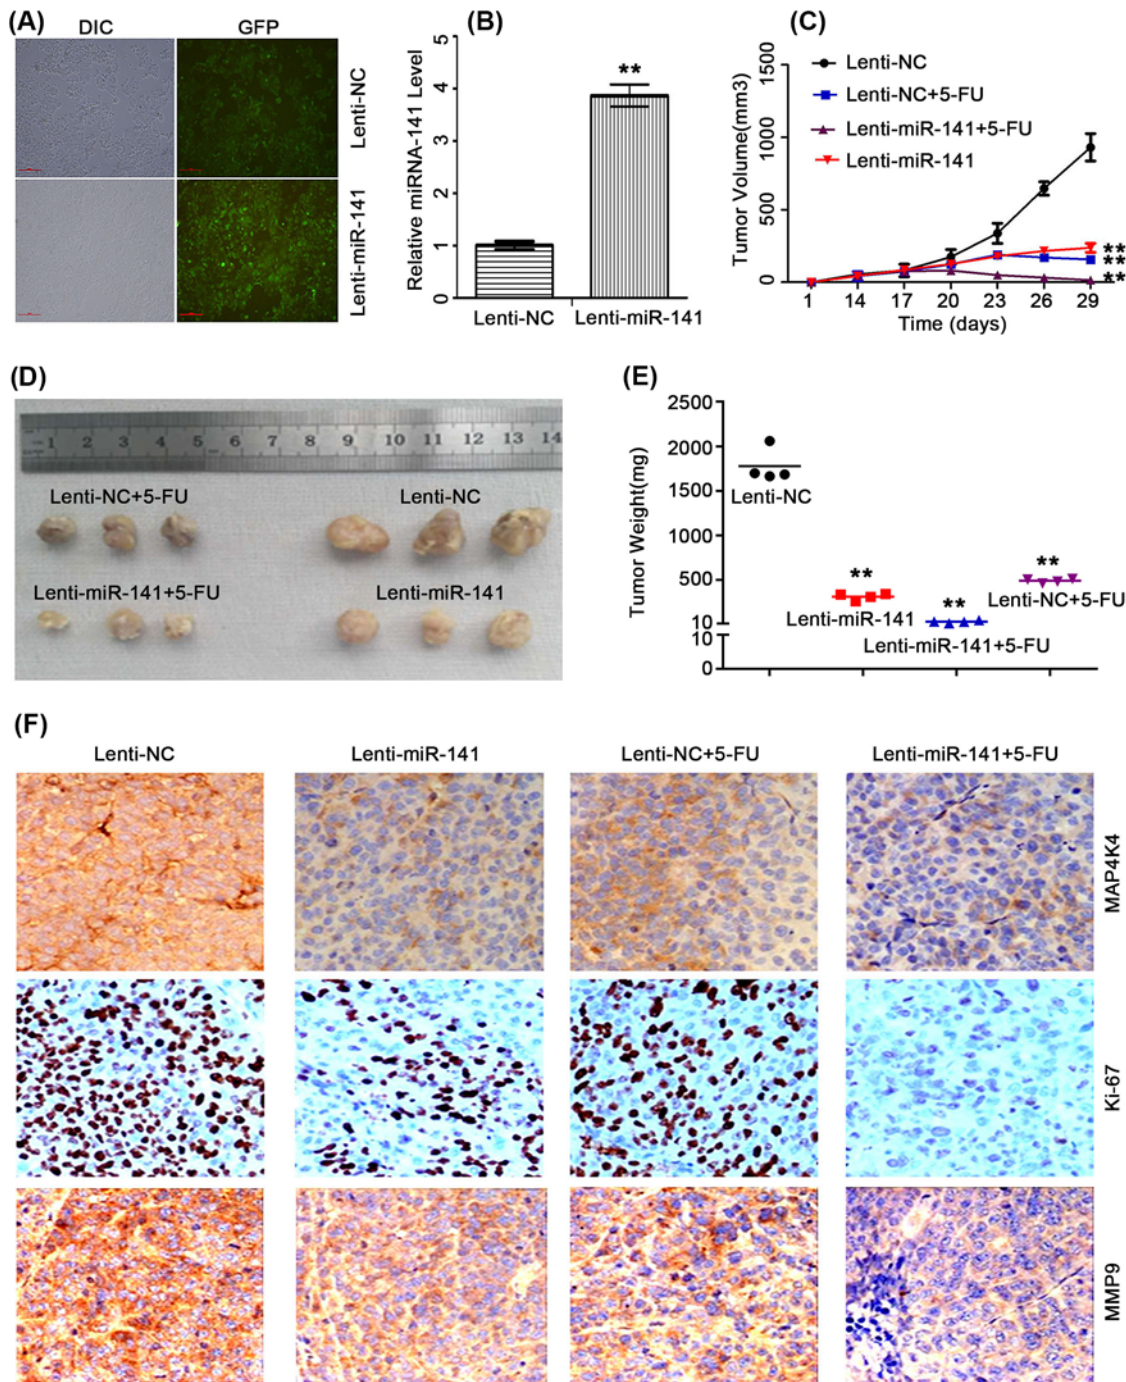 (A)
DIC GFP
Lenti-NC
Lenti-miR-141
(B)
Relative miRNA-141 Level
5
4
3
2
1
0
**
Lenti-NC Lenti-miR-141
(C)
Lenti-NC
Lenti-NC+5-FU
Lenti-miR-141+5-FU
Lenti-miR-141
Tumor Volume(mm3)
1500
1000
500
0
**
**
**
1 14 17 20 23 26 29
Time (days)
(D)
1 2 3 4 5 6 7 8 9 10 11 12 13 14
Lenti-NC+5-FU Lenti-NC
Lenti-miR-141+5-FU Lenti-miR-141
(E)
Tumor Weight(mg)
2500
2000
1500
1000
500
10
10
0
Lenti-NC
**
Lenti-miR-141
**
Lenti-miR-141+5-FU
**
Lenti-NC+5-FU
(F)
Lenti-NC Lenti-miR-141 Lenti-NC+5-FU Lenti-miR-141+5-FU
MAP4K4
Ki-67
MMP9